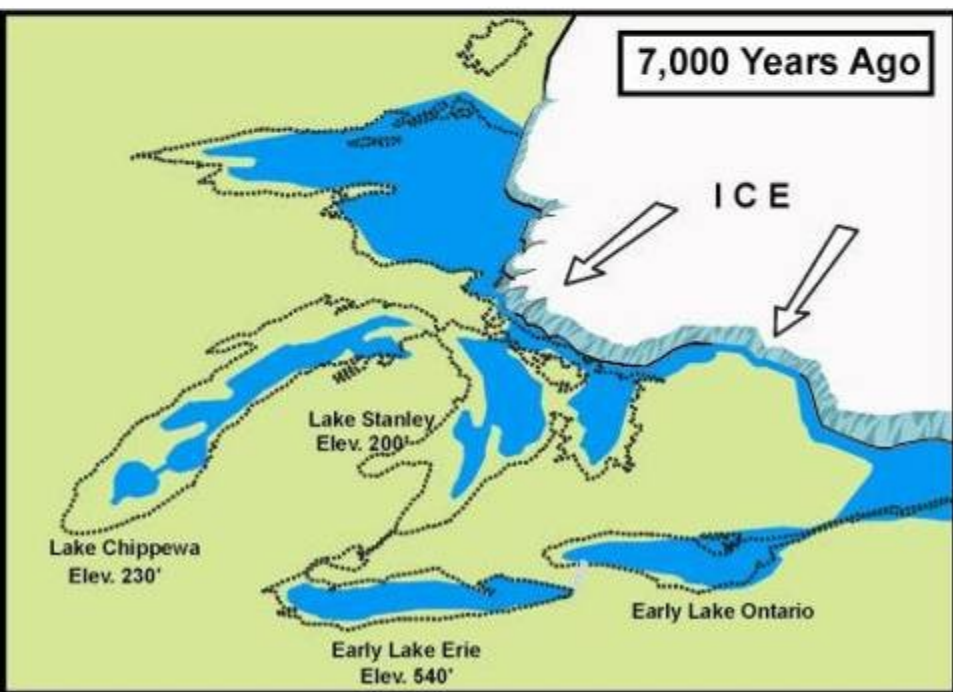 7,000 Years Ago
ICE
Lake Stanley
Elev. 200'
Lake Chippewa
Elev. 230'
Early Lake Ontario
Early Lake Erie
Elev. 540'